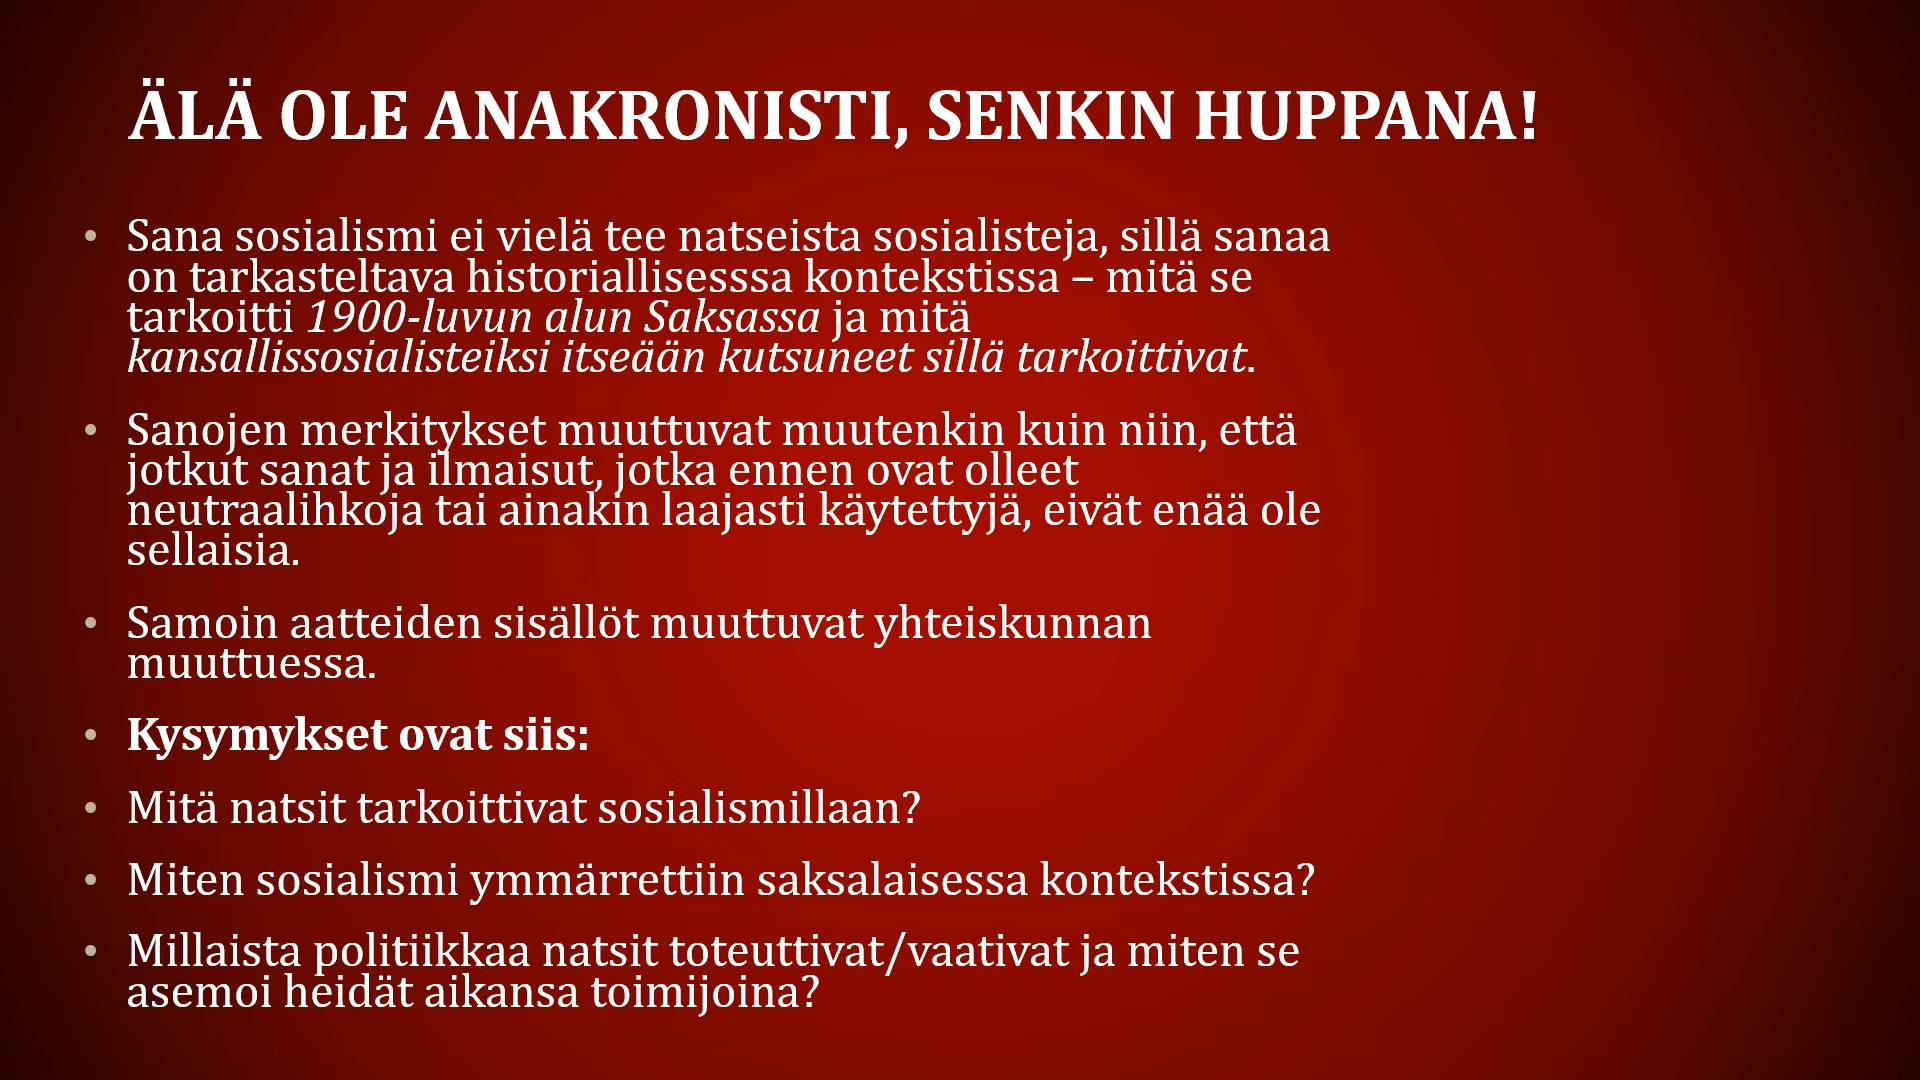 ÄLÄ OLE ANAKRONISTI, SENKIN HUPPANA!
• Sana sosialismi ei vielä tee natseista sosialisteja, sillä sanaa
on tarkasteltava historiallisesssa kontekstissa – mitä se
tarkoitti 1900-luvun alun Saksassa ja mitä
kansallissosialisteiksi itseään kutsuneet sillä tarkoittivat.
• Sanojen merkitykset muuttuvat muutenkin kuin niin, että
jotkut sanat ja ilmaisut, jotka ennen ovat olleet
neutraalihkoja tai ainakin laajasti käytettyjä, eivät enää ole
sellaisia.
• Samoin aatteiden sisällöt muuttuvat yhteiskunnan
muuttuessa.
• Kysymykset ovat siis:
• Mitä natsit tarkoittivat sosialismillaan?
• Miten sosialismi ymmärrettiin saksalaisessa kontekstissa?
• Millaista politiikkaa natsit toteuttivat/vaativat ja miten se
asemoi heidät aikansa toimijoina?